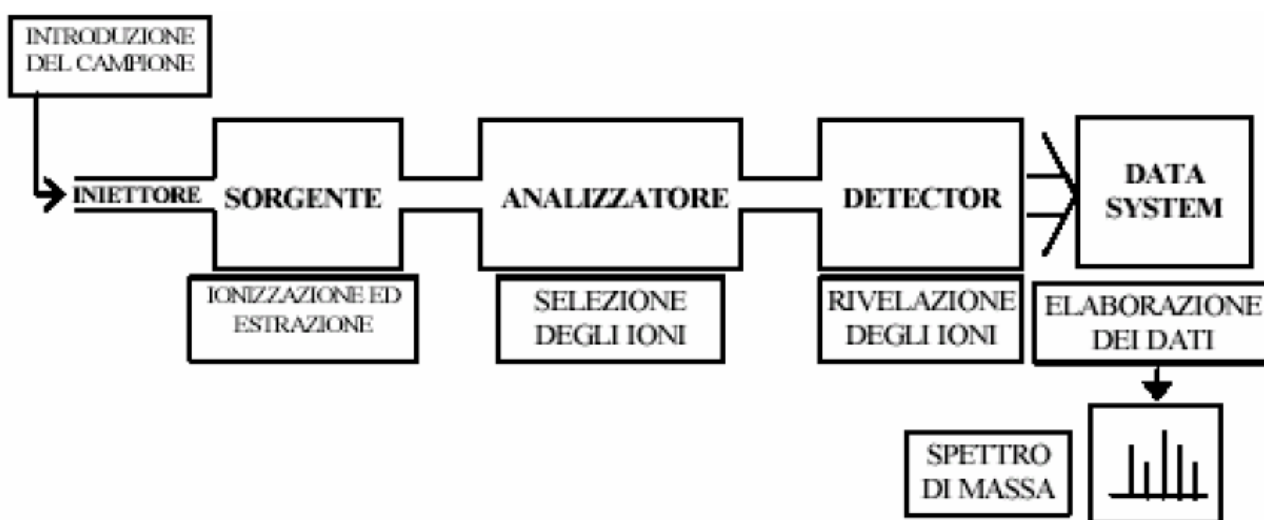 INTRODUZIONE
DEL CAMPIONE
INIETTORE
SORGENTE
ANALIZZATORE
DETECTOR
DATA
SYSTEM
IONIZZAZIONE ED
ESTRAZIONE
SELEZIONE
DEGLI IONI
RIVELAZIONE
DEGLI IONI
ELABORAZIONE
DEI DATI
SPETTRO
DI MASSA